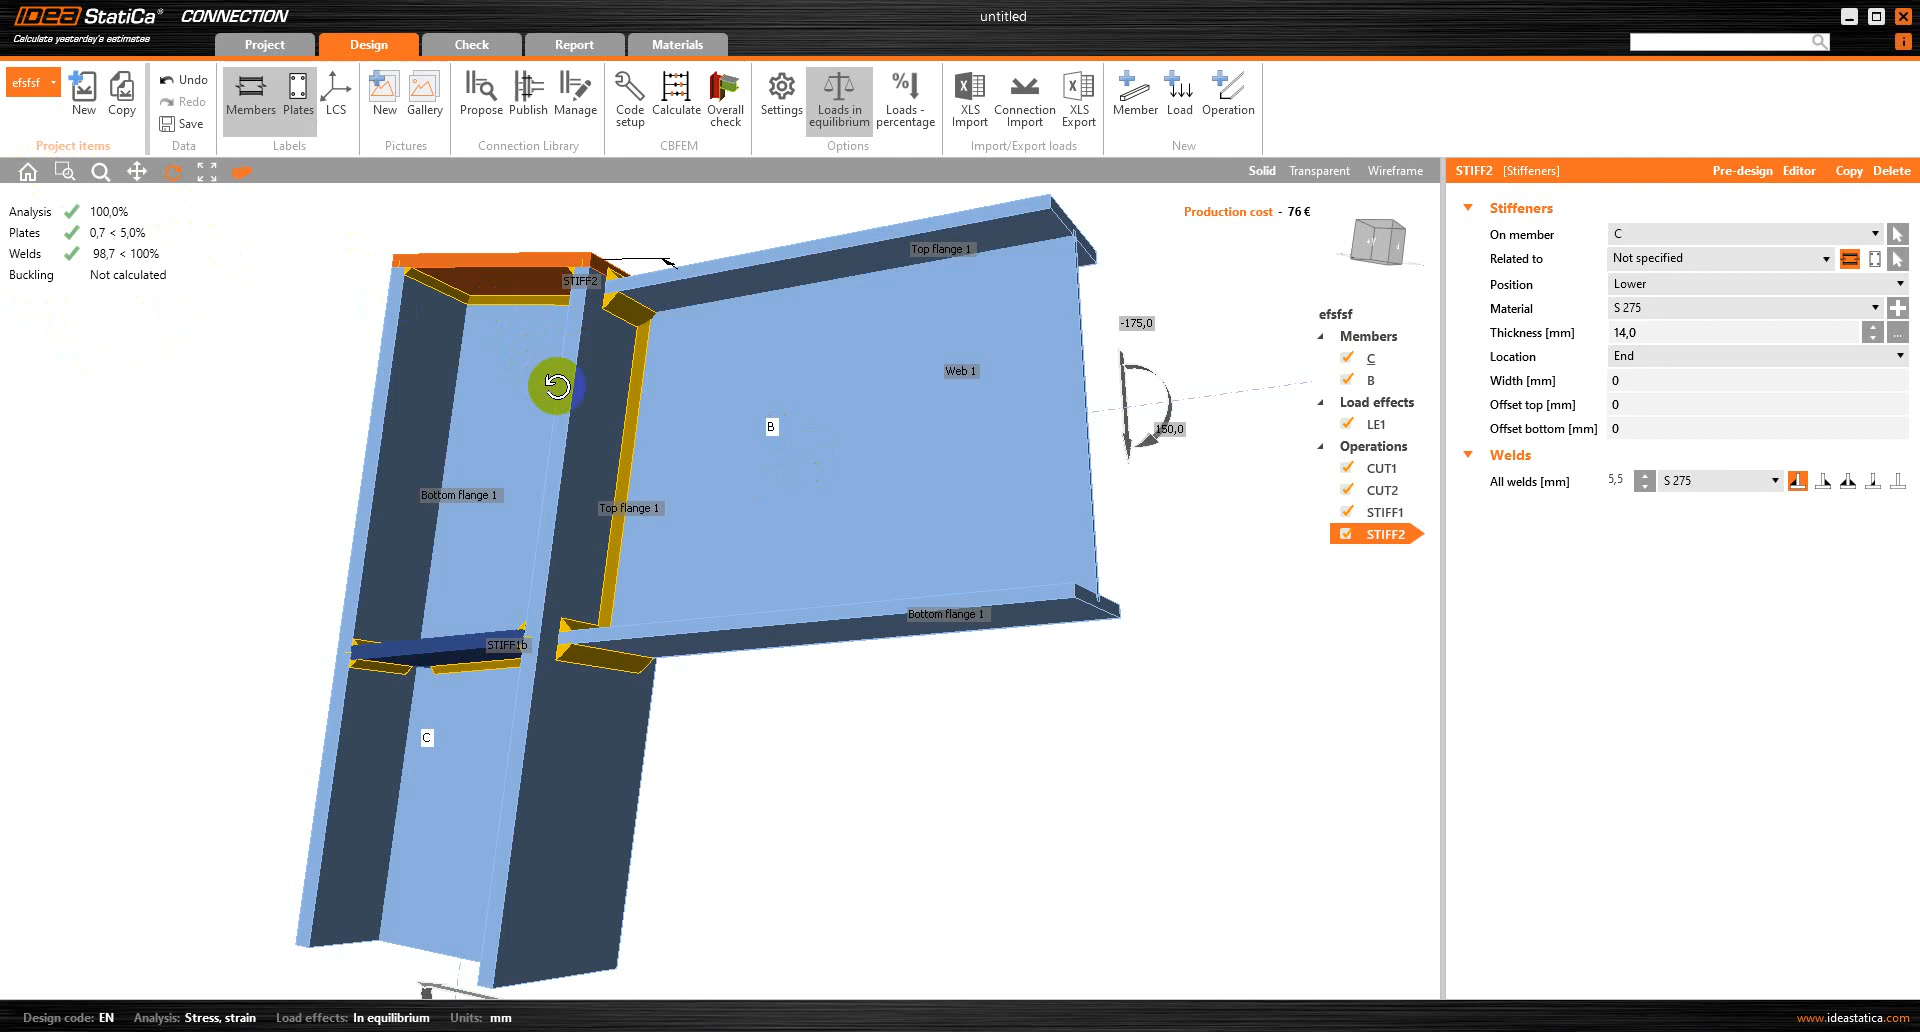 IDEA StatiCa® CONNECTION
Calculate yesterday's estimates
untitled
Project
Design
Check
Report
Materials
efsfsf
New
Copy
Project items
Undo
Redo
Save
Data
Members
Plates
LCS
Labels
New
Gallery
Pictures
Propose
Publish
Manage
Connection Library
Code setup
Calculate
Overall check
CBFEM
Settings
Loads in equilibrium
Loads - percentage
Options
XLS Import
Connection Import
XLS Export
Import/Export loads
Member
Load
Operation
New
Solid
Transparent
Wireframe
Analysis 100,0%
Plates 0,7 < 5,0%
Welds 98,7 < 100%
Buckling Not calculated
Production cost - 76 €
Top flange 1
STIFF2
-175,0
Web 1
B
150,0
Bottom flange 1
Top flange 1
Bottom flange 1
STIFF1b
C
efsfsf
Members
C
B
Load effects
LE1
Operations
CUT1
CUT2
STIFF1
STIFF2
STIFF2 [Stiffeners]
Pre-design
Editor
Copy
Delete
Stiffeners
On member C
Related to Not specified
Position Lower
Material S 275
Thickness [mm] 14,0
Location End
Width [mm] 0
Offset top [mm] 0
Offset bottom [mm] 0
Welds
All welds [mm] 5,5 S 275
Design code: EN Analysis: Stress, strain Load effects: In equilibrium Units: mm
www.ideastatica.com